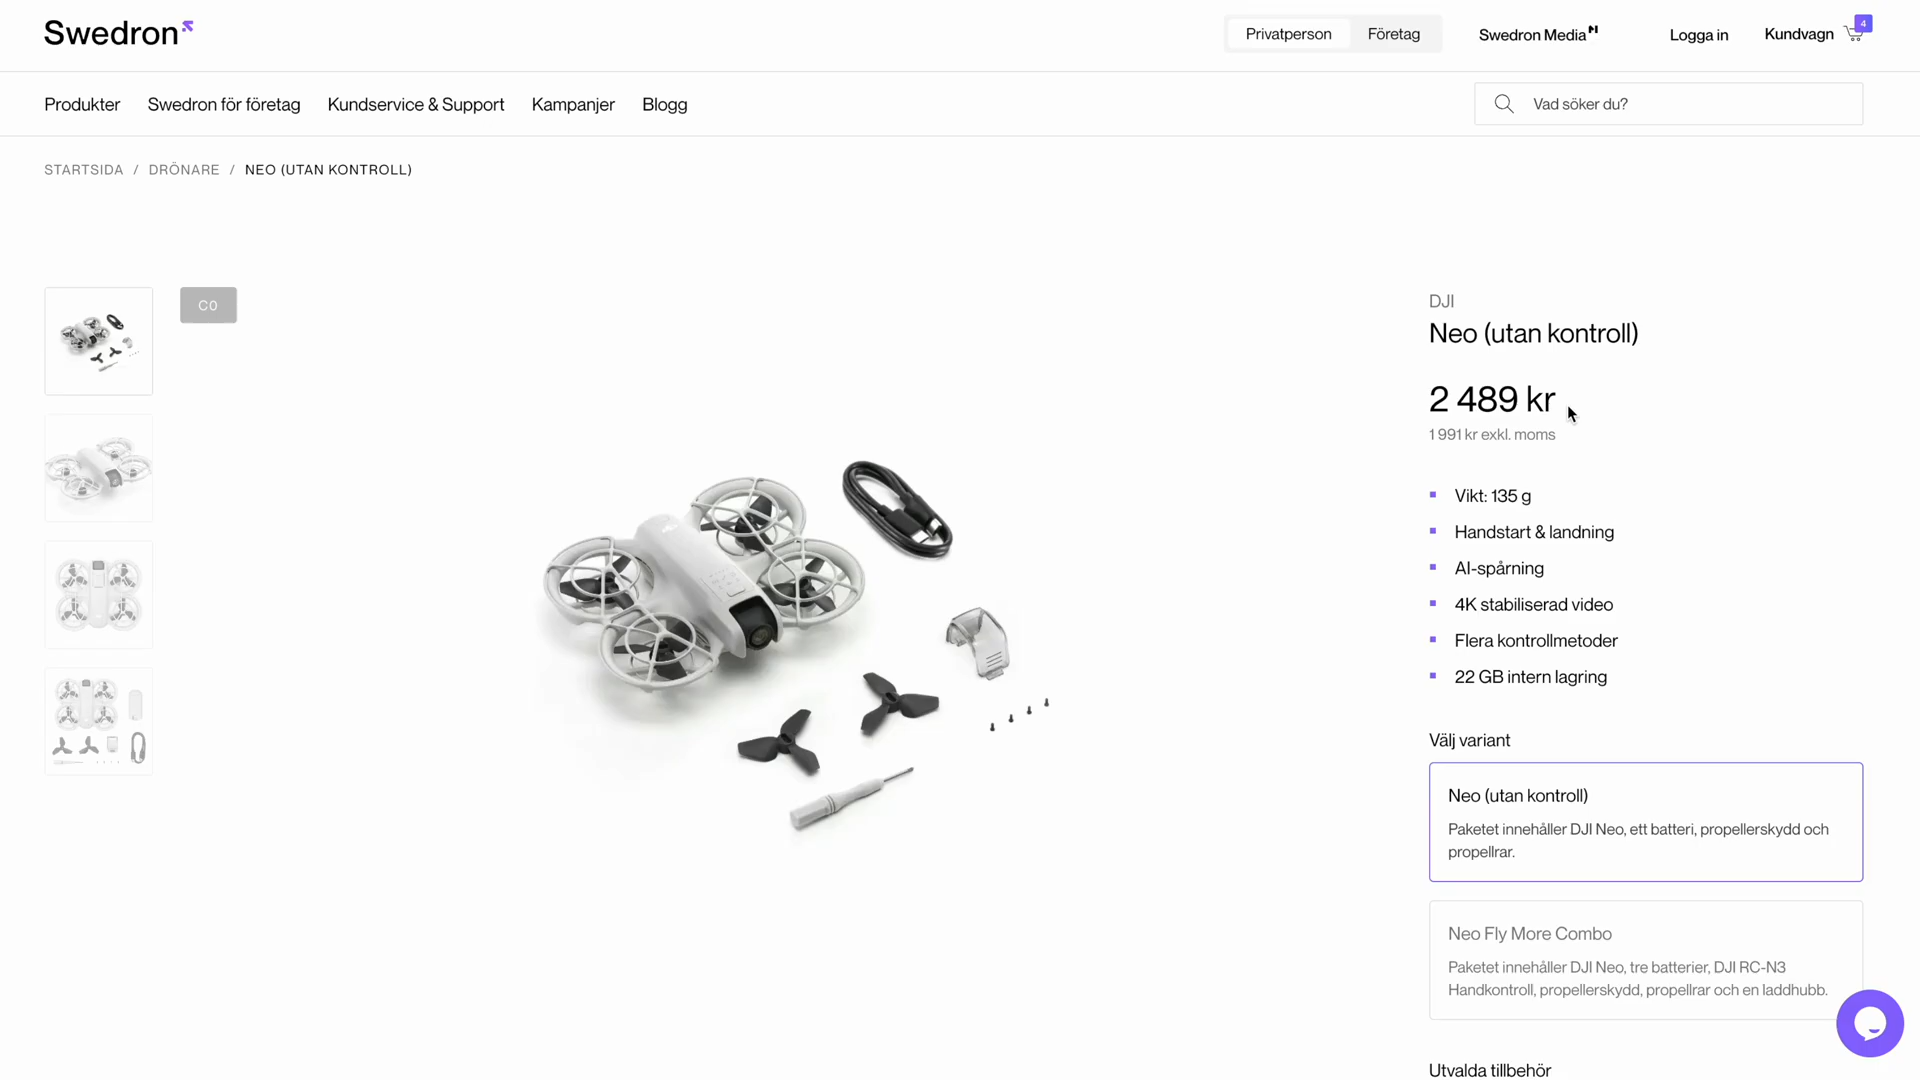 Swedron
Privatperson
Företag
Swedron Media
Logga in
Kundvagn
4
Produkter
Swedron för företag
Kundservice & Support
Kampanjer
Blogg
Vad söker du?
STARTSIDA / DRÖNARE / NEO (UTAN KONTROLL)
C0
DJI
Neo (utan kontroll)
2 489 kr
1 991 kr exkl. moms
Vikt: 135 g
Handstart & landning
AI-spårning
4K stabiliserad video
Flera kontrollmetoder
22 GB intern lagring
Välj variant
Neo (utan kontroll)
Paketet innehåller DJI Neo, ett batteri, propellerskydd och
propellrar.
Neo Fly More Combo
Paketet innehåller DJI Neo, tre batterier, DJI RC-N3
Handkontroll, propellerskydd, propellrar och en laddhubb.
Utvalda tillbehör